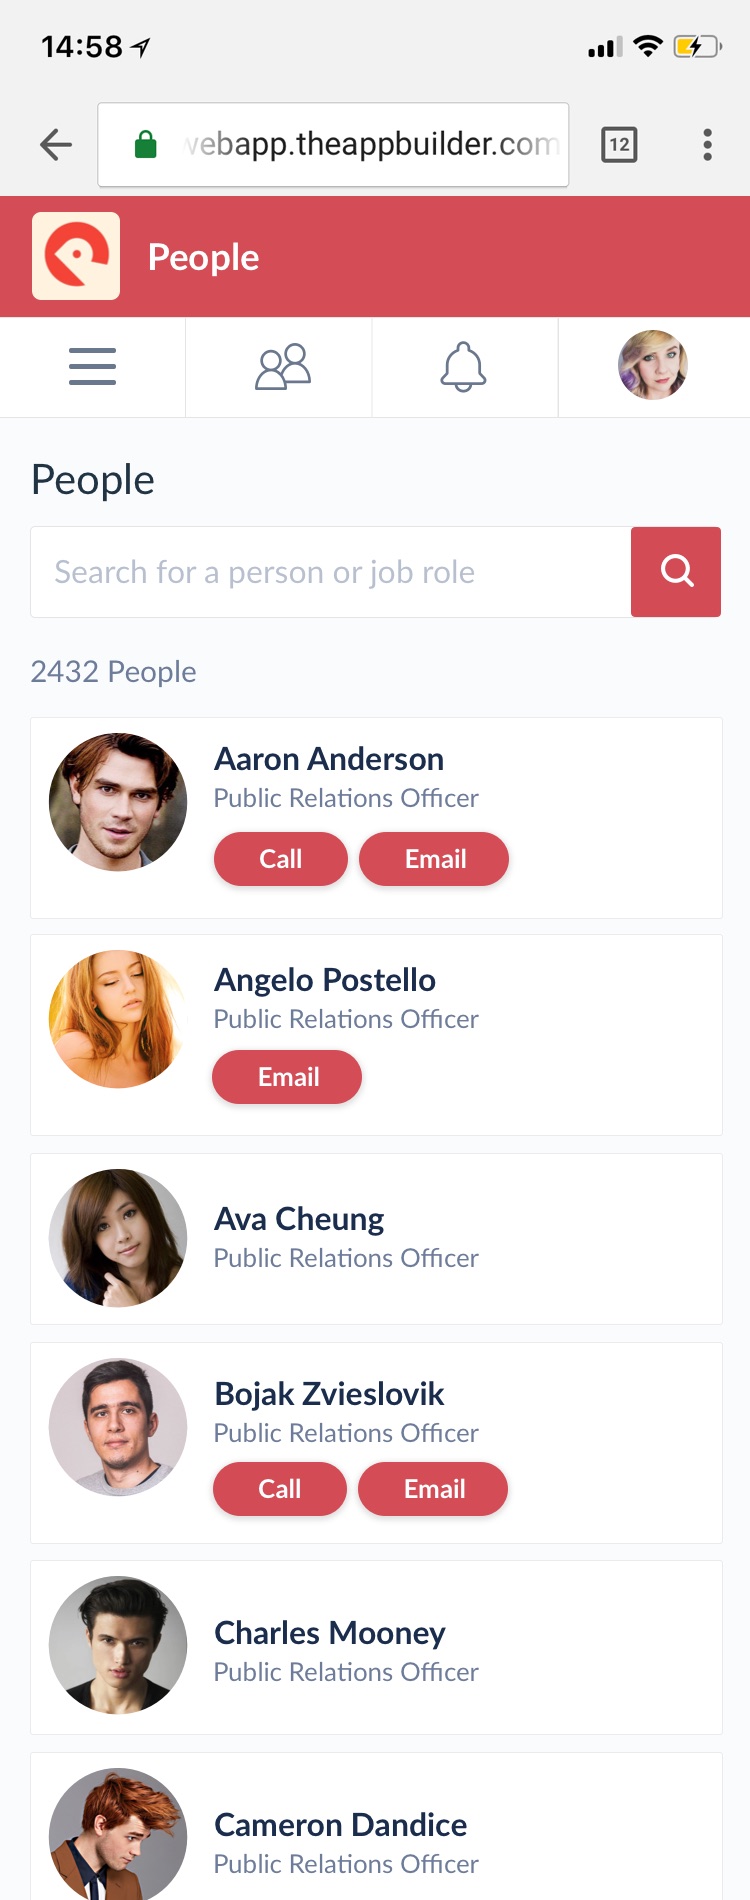 14:58
webapp.theappbuilder.com
12
People
People
Search for a person or job role
2432 People
Aaron Anderson
Public Relations Officer
Call Email
Angelo Postello
Public Relations Officer
Email
Ava Cheung
Public Relations Officer
Bojak Zvieslovik
Public Relations Officer
Call Email
Charles Mooney
Public Relations Officer
Cameron Dandice
Public Relations Officer